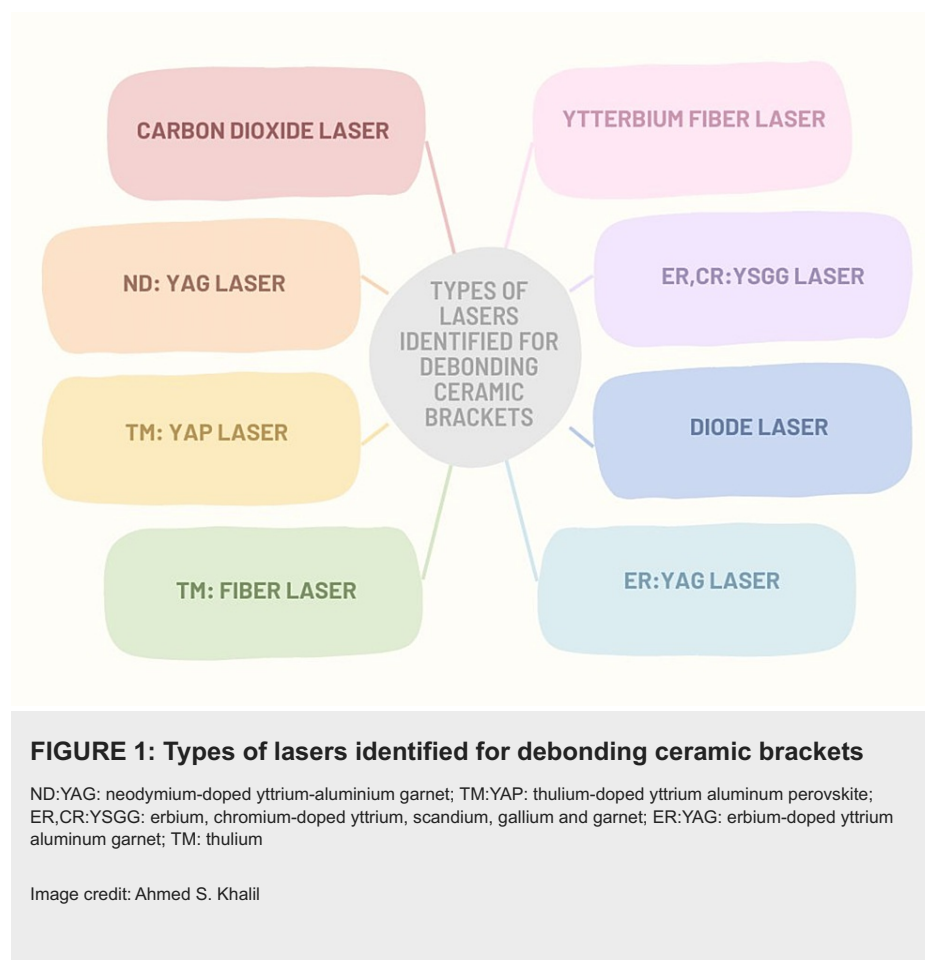 CARBON DIOXIDE LASER
YTTERBIUM FIBER LASER
ND: YAG LASER
ER,CR:YSGG LASER
TYPES OF
LASERS
IDENTIFIED FOR
DEBONDING
CERAMIC
BRACKETS
TM: YAP LASER
DIODE LASER
TM: FIBER LASER
ER:YAG LASER
FIGURE 1: Types of lasers identified for debonding ceramic brackets
ND:YAG: neodymium-doped yttrium-aluminium garnet; TM:YAP: thulium-doped yttrium aluminum perovskite;
ER,CR:YSGG: erbium, chromium-doped yttrium, scandium, gallium and garnet; ER:YAG: erbium-doped yttrium
aluminum garnet; TM: thulium
Image credit: Ahmed S. Khalil